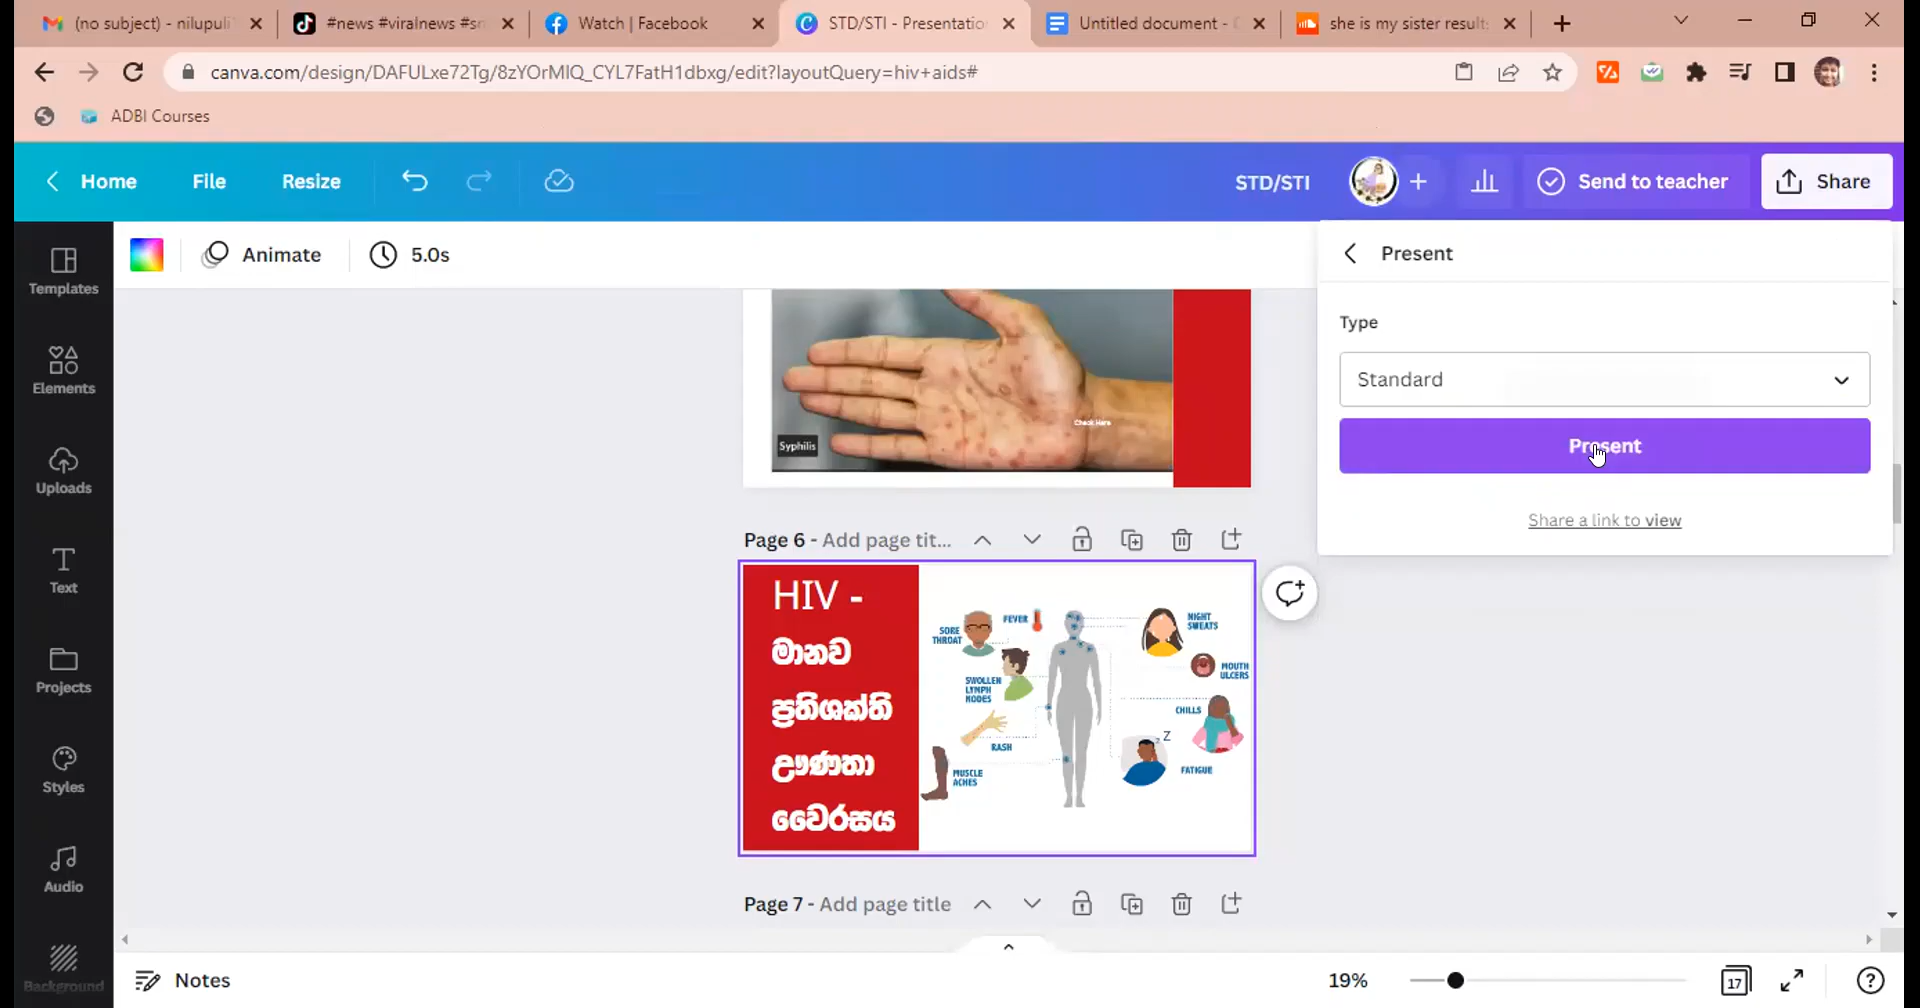 (no subject) - nilupuli
#news #viralnews #sn
Watch | Facebook
STD/STI - Presentatio
Untitled document -
she is my sister result
canva.com/design/DAFULxe72Tg/8zYOrMIQ_CYL7FatH1dbxg/edit?layoutQuery=hiv+aids#
ADBI Courses
Home
File
Resize
STD/STI
Send to teacher
Share
Templates
Elements
Uploads
Text
Projects
Styles
Audio
Background
Animate
5.0s
Present
Type
Standard
Present
Share a link to view
Check Here
Syphilis
Page 6 - Add page tit...
HIV -
මානව
ප්‍රතිශක්ති
ඌණතා
වෛරසය
SORE
THROAT
FEVER
NIGHT
SWEATS
SWOLLEN
LYMPH
NODES
MOUTH
ULCERS
CHILLS
RASH
Z
MUSCLE
ACHES
FATIGUE
Page 7 - Add page title
Notes
19%
17